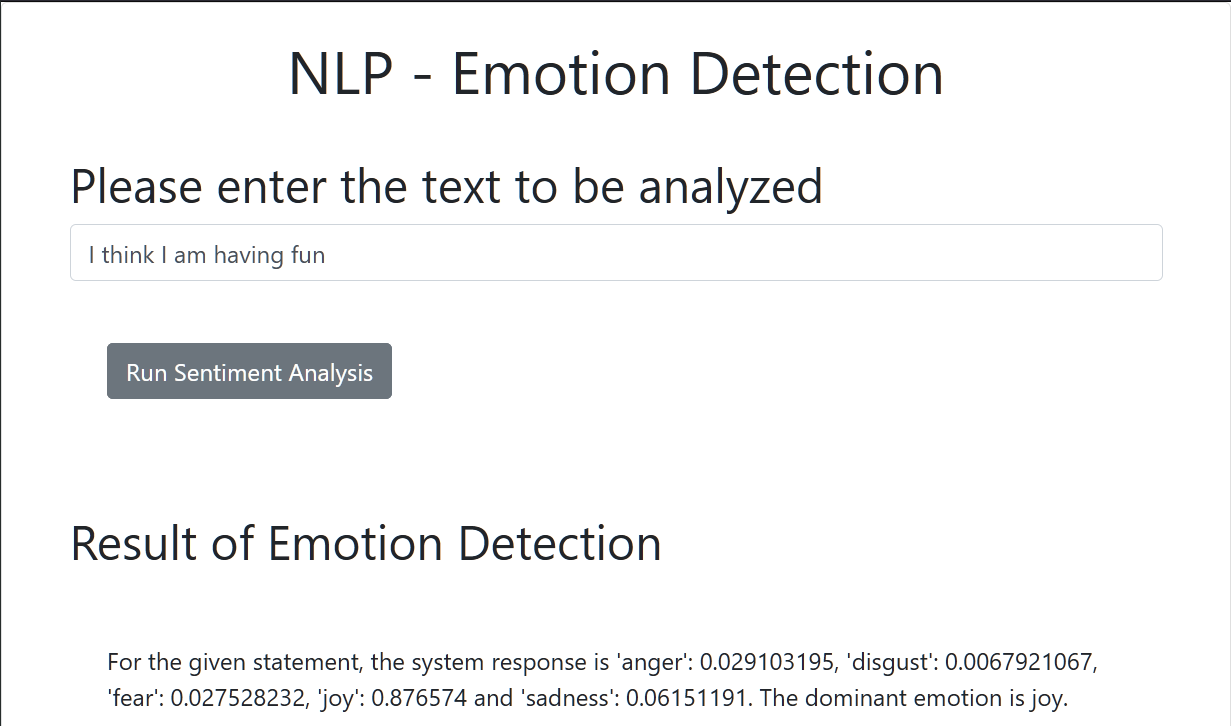 NLP - Emotion Detection
Please enter the text to be analyzed
I think I am having fun
Run Sentiment Analysis
Result of Emotion Detection
For the given statement, the system response is 'anger': 0.029103195, 'disgust': 0.0067921067,
'fear': 0.027528232, 'joy': 0.876574 and 'sadness': 0.06151191. The dominant emotion is joy.